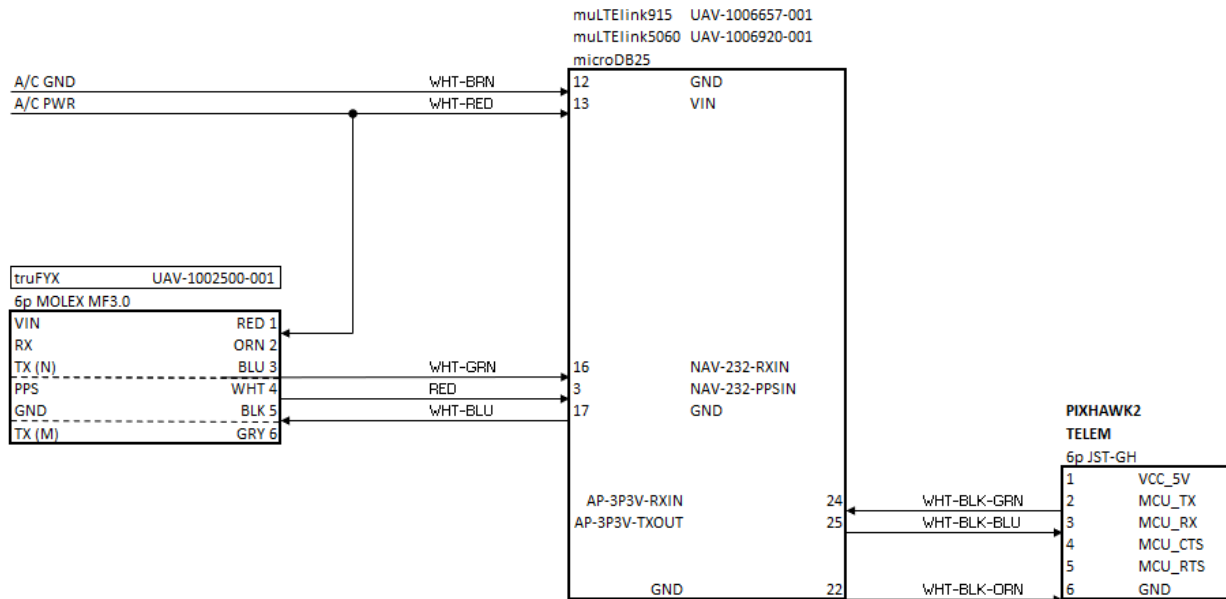 muLTElink915 UAV-1006657-001
muLTElink5060 UAV-1006920-001
microDB25
A/C GND WHT-BRN 12 GND
A/C PWR WHT-RED 13 VIN
truFYX UAV-1002500-001
6p MOLEX MF3.0
VIN RED 1
RX ORN 2
TX (N) BLU 3 WHT-GRN 16 NAV-232-RXIN
PPS WHT 4 RED 3 NAV-232-PPSIN
GND BLK 5 WHT-BLU 17 GND
TX (M) GRY 6
PIXHAWK2
TELEM
6p JST-GH
1 VCC_5V
AP-3P3V-RXIN 24 WHT-BLK-GRN 2 MCU_TX
AP-3P3V-TXOUT 25 WHT-BLK-BLU 3 MCU_RX
4 MCU_CTS
5 MCU_RTS
GND 22 WHT-BLK-ORN 6 GND